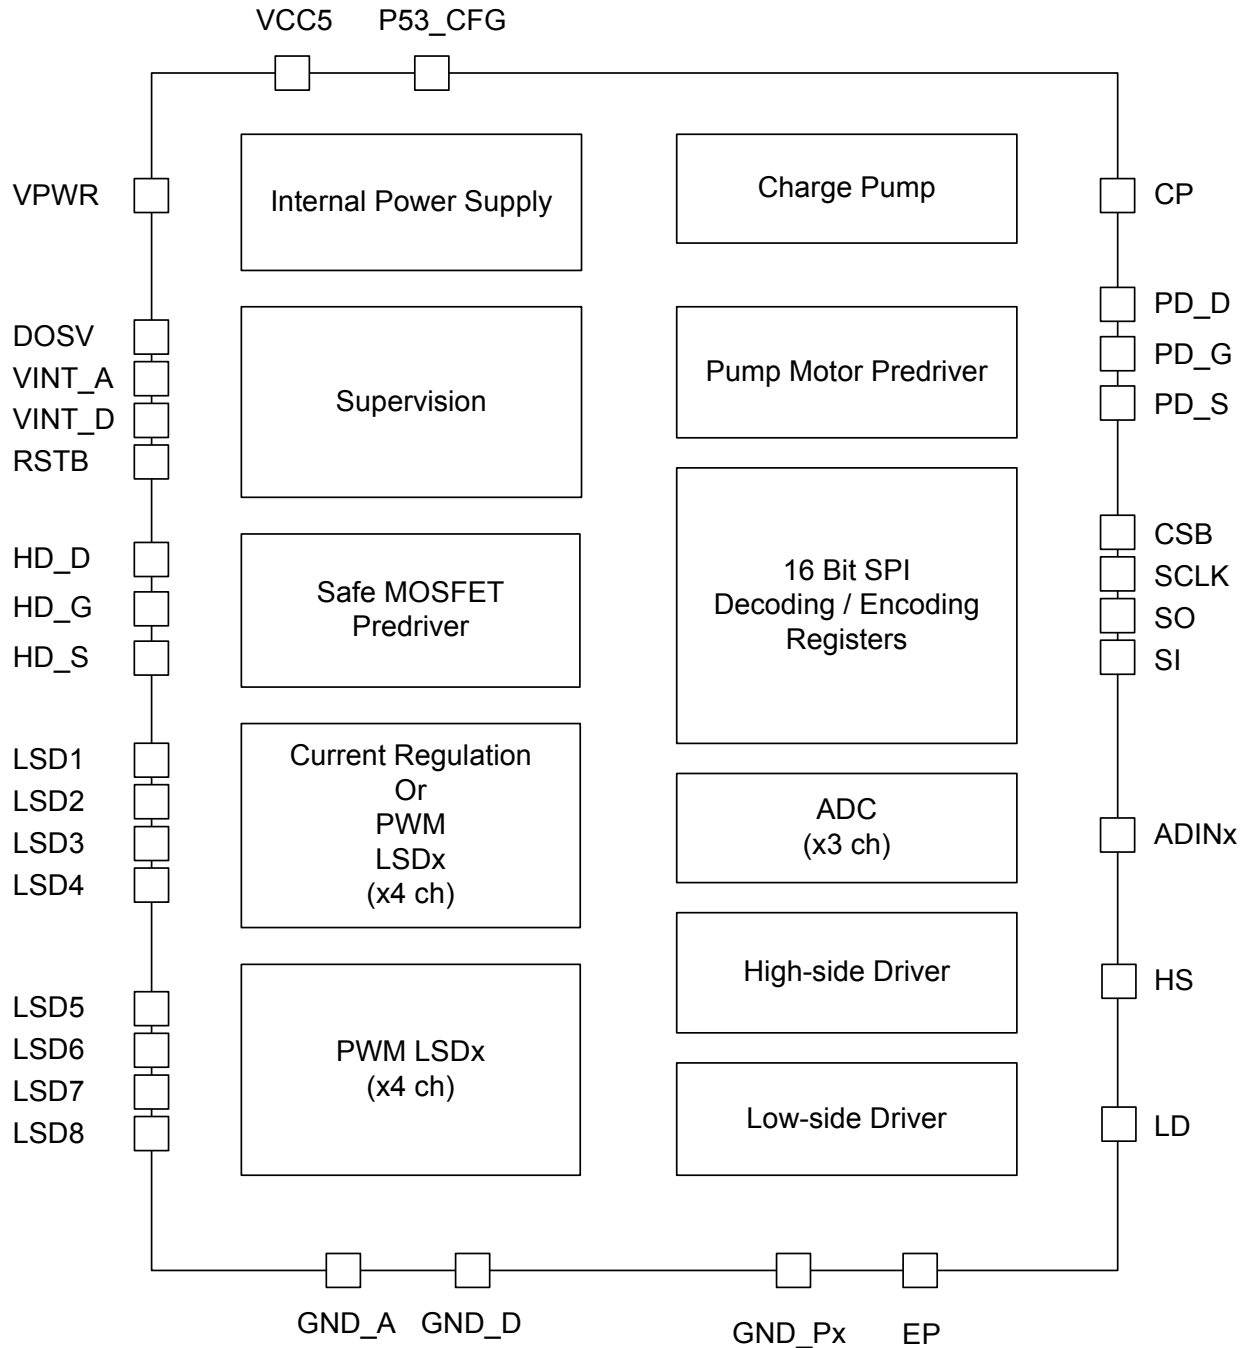 VCC5
P53_CFG
VPWR
DOSV
VINT_A
VINT_D
RSTB
HD_D
HD_G
HD_S
LSD1
LSD2
LSD3
LSD4
LSD5
LSD6
LSD7
LSD8
Internal Power Supply
Supervision
Safe MOSFET
Predriver
Current Regulation
Or
PWM
LSDx
(x4 ch)
PWM LSDx
(x4 ch)
Charge Pump
Pump Motor Predriver
16 Bit SPI
Decoding / Encoding
Registers
ADC
(x3 ch)
High-side Driver
Low-side Driver
CP
PD_D
PD_G
PD_S
CSB
SCLK
SO
SI
ADINx
HS
LD
GND_A
GND_D
GND_Px
EP